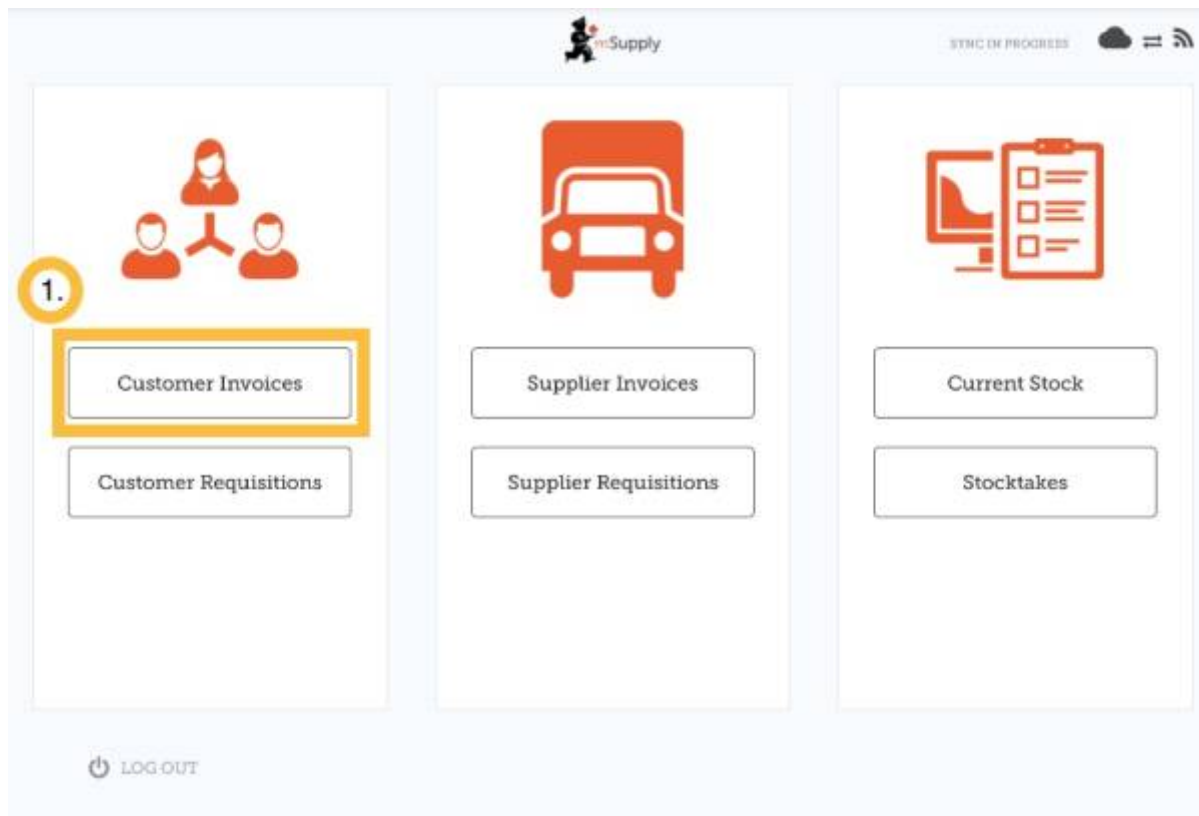 mSupply
SYNC IN PROGRESS
1.
Customer Invoices
Supplier Invoices
Current Stock
Customer Requisitions
Supplier Requisitions
Stocktakes
LOG OUT